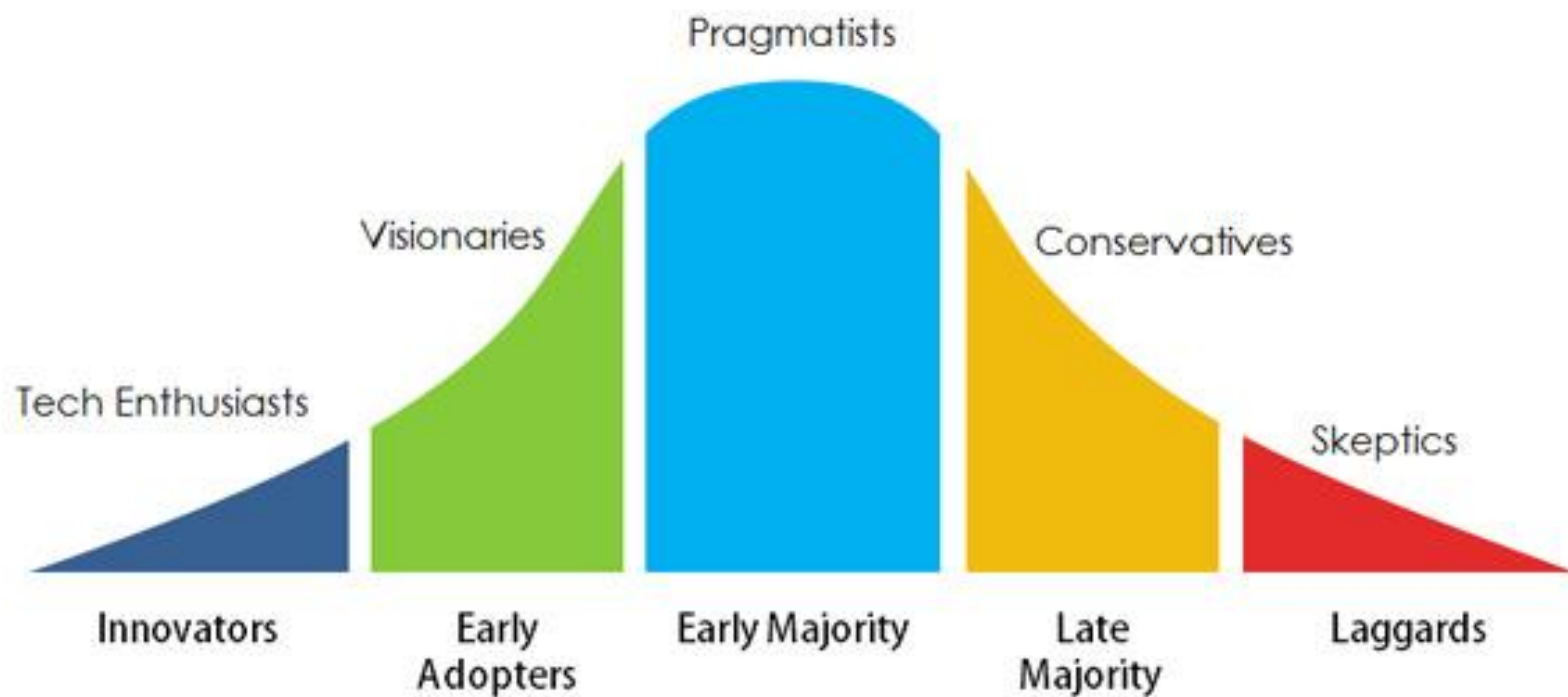 Pragmatists
Visionaries
Conservatives
Tech Enthusiasts
Skeptics
Innovators
Early
Adopters
Early Majority
Late
Majority
Laggards